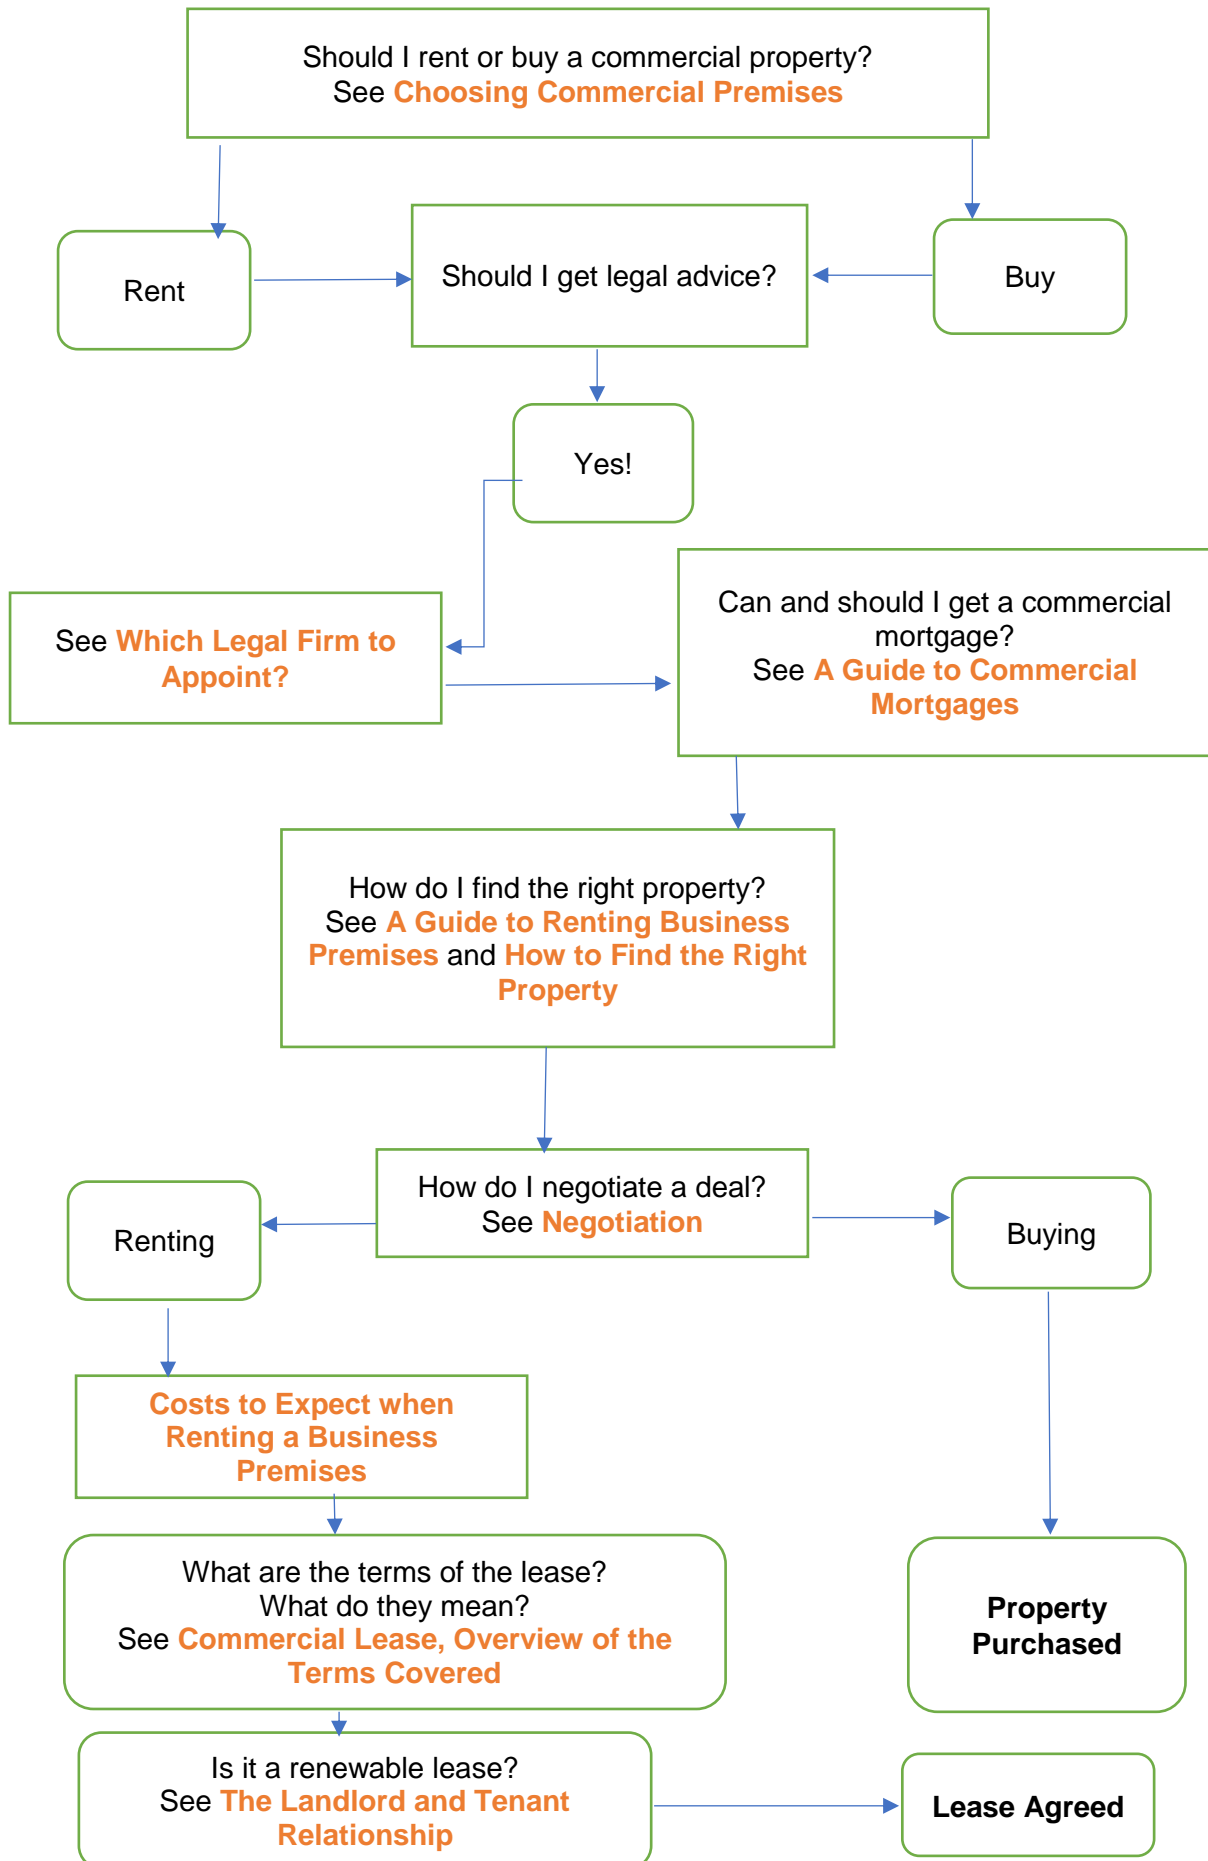 Should I rent or buy a commercial property?
See Choosing Commercial Premises
Rent
Should I get legal advice?
Buy
Yes!
See Which Legal Firm to
Appoint?
Can and should I get a commercial
mortgage?
See A Guide to Commercial
Mortgages
How do I find the right property?
See A Guide to Renting Business
Premises and How to Find the Right
Property
How do I negotiate a deal?
See Negotiation
Renting
Buying
Costs to Expect when
Renting a Business
Premises
What are the terms of the lease?
What do they mean?
See Commercial Lease, Overview of the
Terms Covered
Property
Purchased
Is it a renewable lease?
See The Landlord and Tenant
Relationship
Lease Agreed